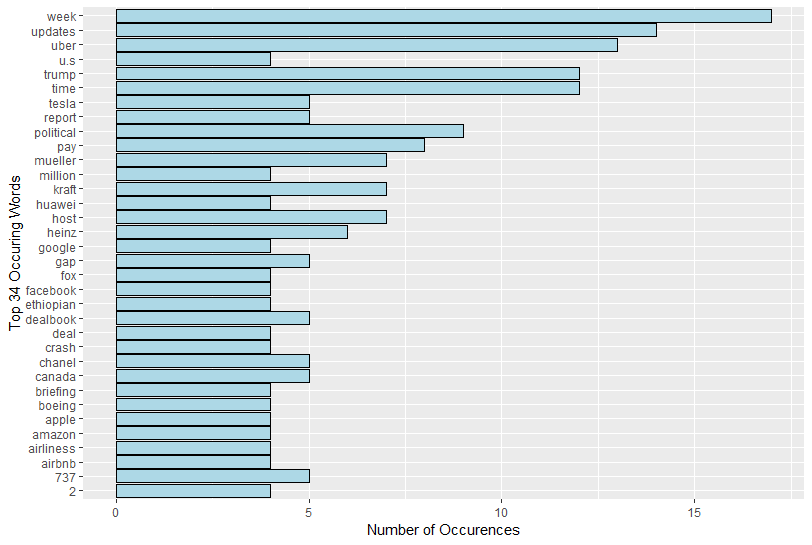 week
updates
uber
u.s
trump
time
tesla
report
political
pay
mueller
million
kraft
huawei
host
heinz
google
gap
fox
facebook
ethiopian
dealbook
deal
crash
chanel
canada
briefing
boeing
apple
amazon
airliness
airbnb
737
2
Top 34 Occuring Words
0 5 10 15
Number of Occurences